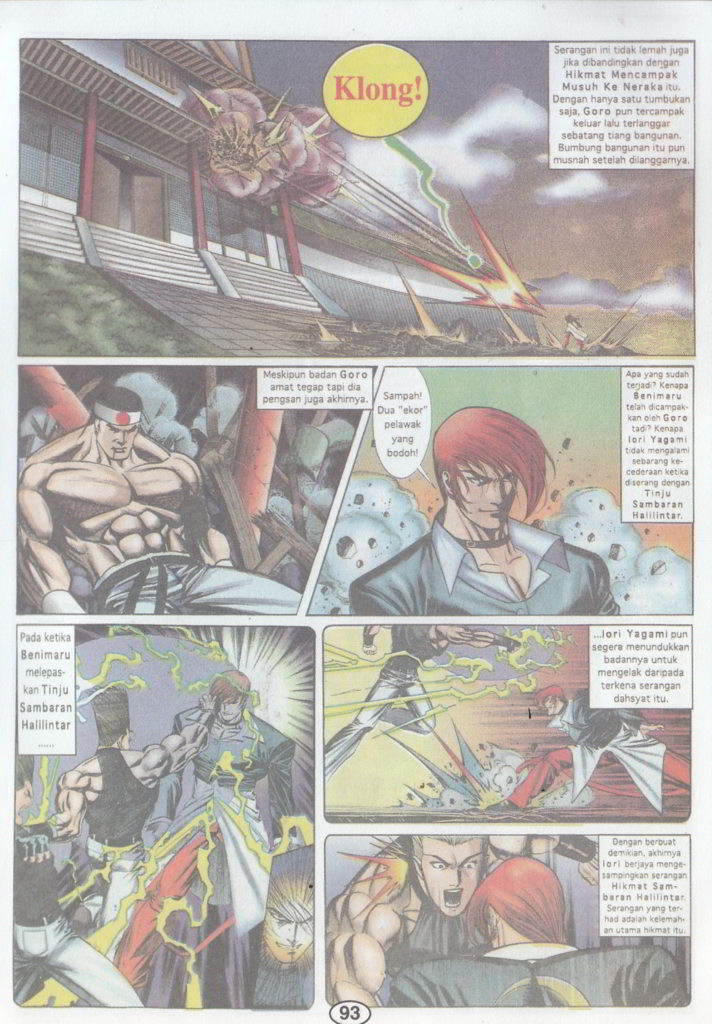 Klong!
Serangan ini tidak lemah juga
jika dibandingkan dengan
Hikmat Mencampak
Musuh Ke Neraka itu.
Dengan hanya satu tumbukan
saja, Goro pun tercampak
keluar lalu terlanggar
sebatang tiang bangunan.
Bumbung bangunan itu pun
musnah setelah dilanggarnya.
Meskipun badan Goro
amat tegap tapi dia
pengsan juga akhirnya.
Sampah!
Dua "ekor"
pelawak
yang
bodoh!
Apa yang sudah
terjadi? Kenapa
Benimaru
telah dicampak-
kan oleh Goro
tadi? Kenapa
Iori Yagami
tidak mengalami
sebarang ke-
cederaan ketika
diserang dengan
Tinju
Sambaran
Halilintar.
Pada ketika
Benimaru
melepas-
kan Tinju
Sambaran
Halilintar
......
...Iori Yagami pun
segera menundukkan
badannya untuk
mengelak daripada
terkena serangan
dahsyat itu.
Dengan berbuat
demikian, akhirnya
Iori berjaya menge-
sampingkan serangan
Hikmat Sam-
baran Halilintar.
Serangan yang ter-
had adalah kelemah-
an utama hikmat itu.
93